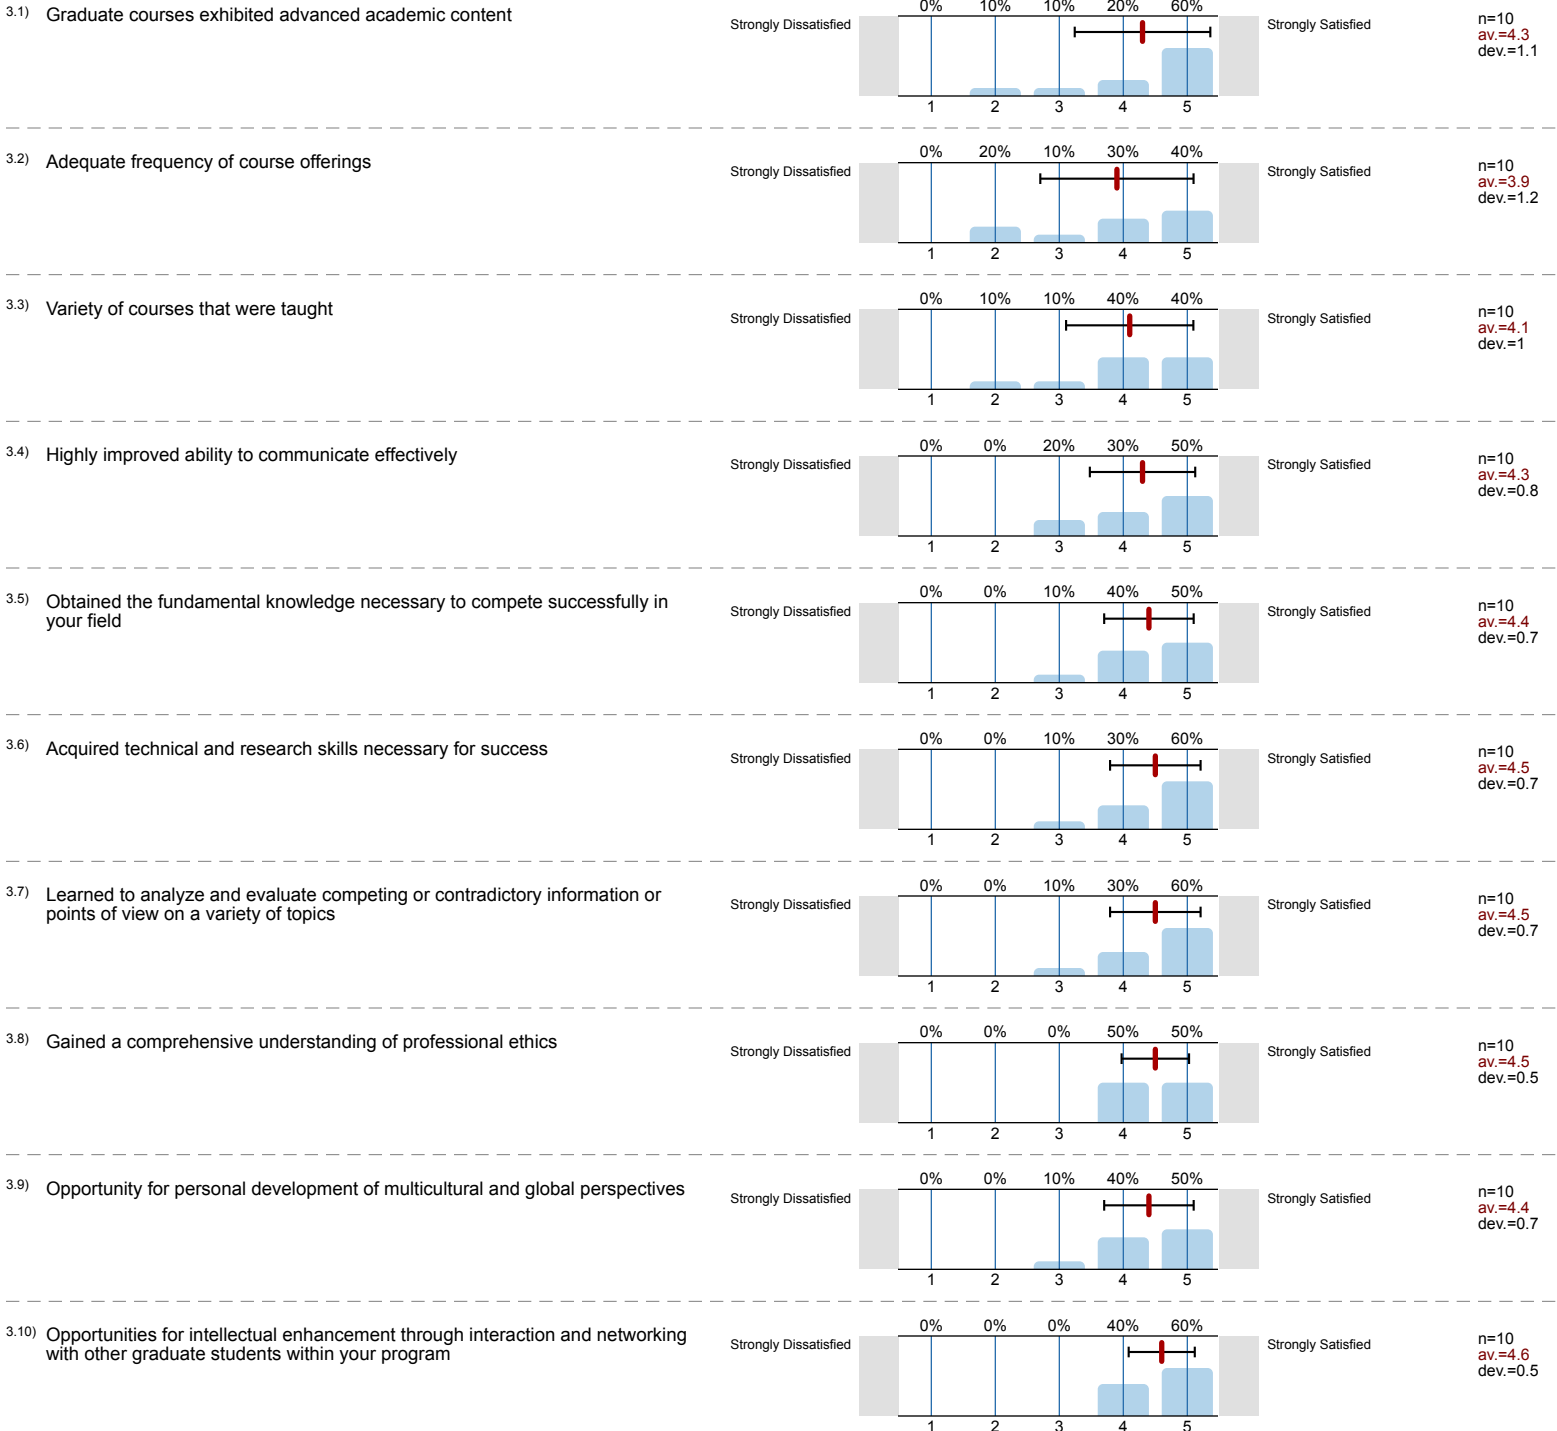 3.1) Graduate courses exhibited advanced academic content
0% 10% 10% 20% 60%
Strongly Dissatisfied Strongly Satisfied
n=10
av.=4.3
dev.=1.1
1 2 3 4 5
3.2) Adequate frequency of course offerings
0% 20% 10% 30% 40%
Strongly Dissatisfied Strongly Satisfied
n=10
av.=3.9
dev.=1.2
1 2 3 4 5
3.3) Variety of courses that were taught
0% 10% 10% 40% 40%
Strongly Dissatisfied Strongly Satisfied
n=10
av.=4.1
dev.=1
1 2 3 4 5
3.4) Highly improved ability to communicate effectively
0% 0% 20% 30% 50%
Strongly Dissatisfied Strongly Satisfied
n=10
av.=4.3
dev.=0.8
1 2 3 4 5
3.5) Obtained the fundamental knowledge necessary to compete successfully in
your field
0% 0% 10% 40% 50%
Strongly Dissatisfied Strongly Satisfied
n=10
av.=4.4
dev.=0.7
1 2 3 4 5
3.6) Acquired technical and research skills necessary for success
0% 0% 10% 30% 60%
Strongly Dissatisfied Strongly Satisfied
n=10
av.=4.5
dev.=0.7
1 2 3 4 5
3.7) Learned to analyze and evaluate competing or contradictory information or
points of view on a variety of topics
0% 0% 10% 30% 60%
Strongly Dissatisfied Strongly Satisfied
n=10
av.=4.5
dev.=0.7
1 2 3 4 5
3.8) Gained a comprehensive understanding of professional ethics
0% 0% 0% 50% 50%
Strongly Dissatisfied Strongly Satisfied
n=10
av.=4.5
dev.=0.5
1 2 3 4 5
3.9) Opportunity for personal development of multicultural and global perspectives
0% 0% 10% 40% 50%
Strongly Dissatisfied Strongly Satisfied
n=10
av.=4.4
dev.=0.7
1 2 3 4 5
3.10) Opportunities for intellectual enhancement through interaction and networking
with other graduate students within your program
0% 0% 0% 40% 60%
Strongly Dissatisfied Strongly Satisfied
n=10
av.=4.6
dev.=0.5
1 2 3 4 5